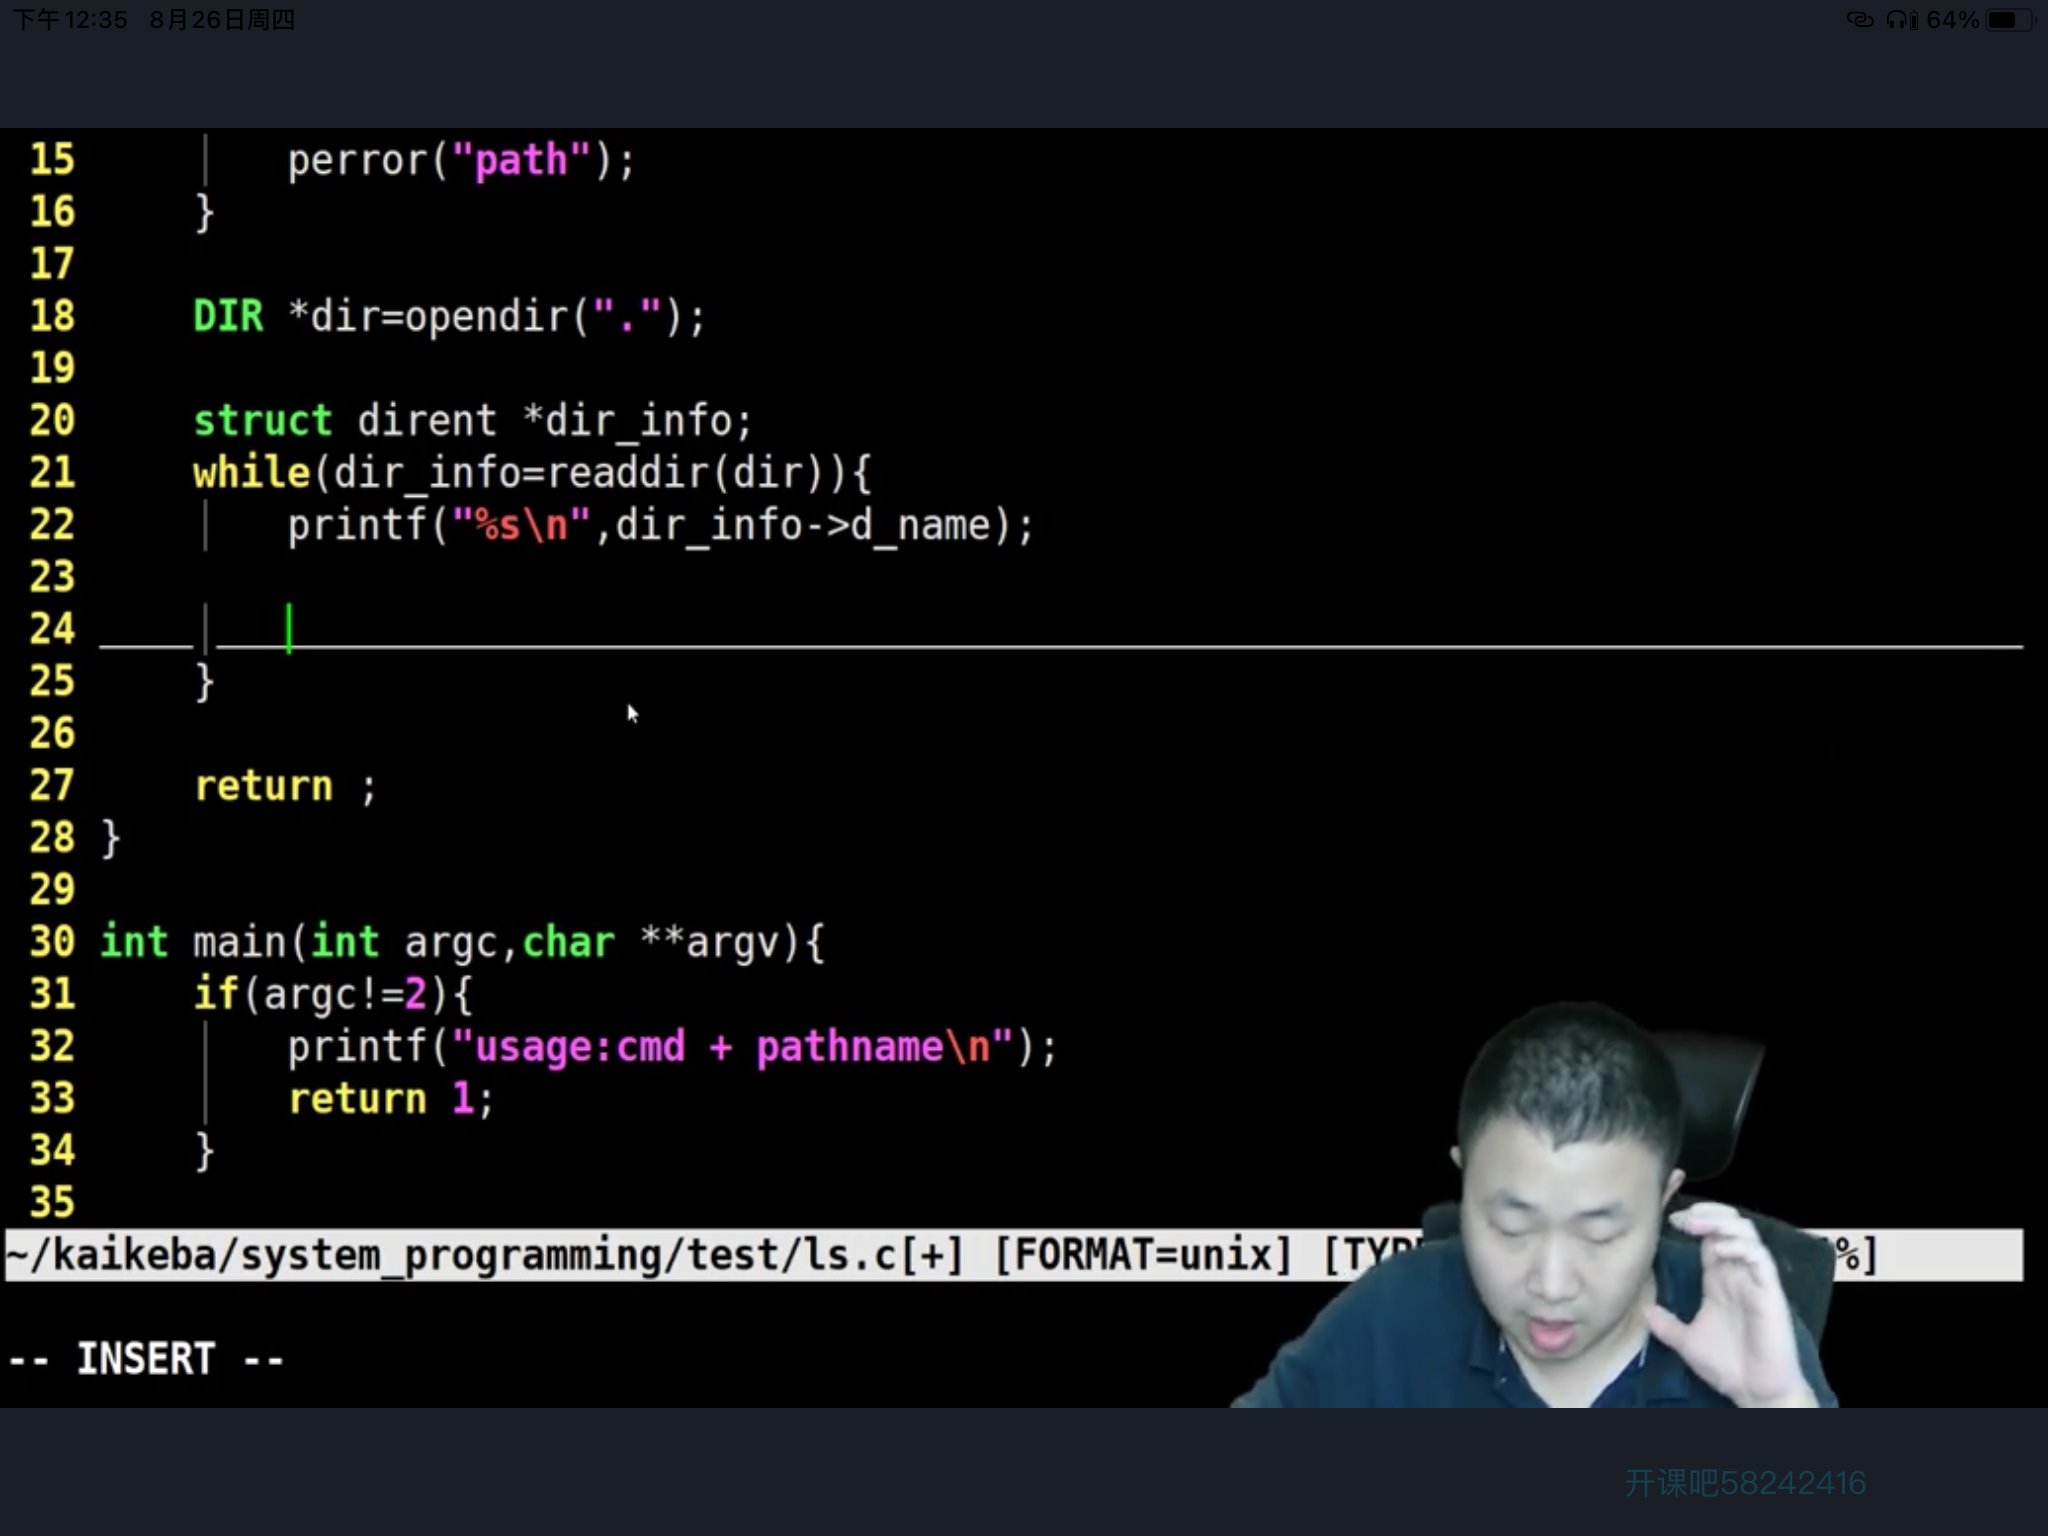 下午12:35 8月26日周四 64%
15 perror("path");
16 }
17
18 DIR *dir=opendir(".");
19
20 struct dirent *dir_info;
21 while(dir_info=readdir(dir)){
22 printf("%s\n",dir_info->d_name);
23
24
25 }
26
27 return ;
28 }
29
30 int main(int argc,char **argv){
31 if(argc!=2){
32 printf("usage:cmd + pathname\n");
33 return 1;
34 }
35
~/kaikeba/system_programming/test/ls.c[+] [FORMAT=unix] %]
-- INSERT --
开课吧58242416